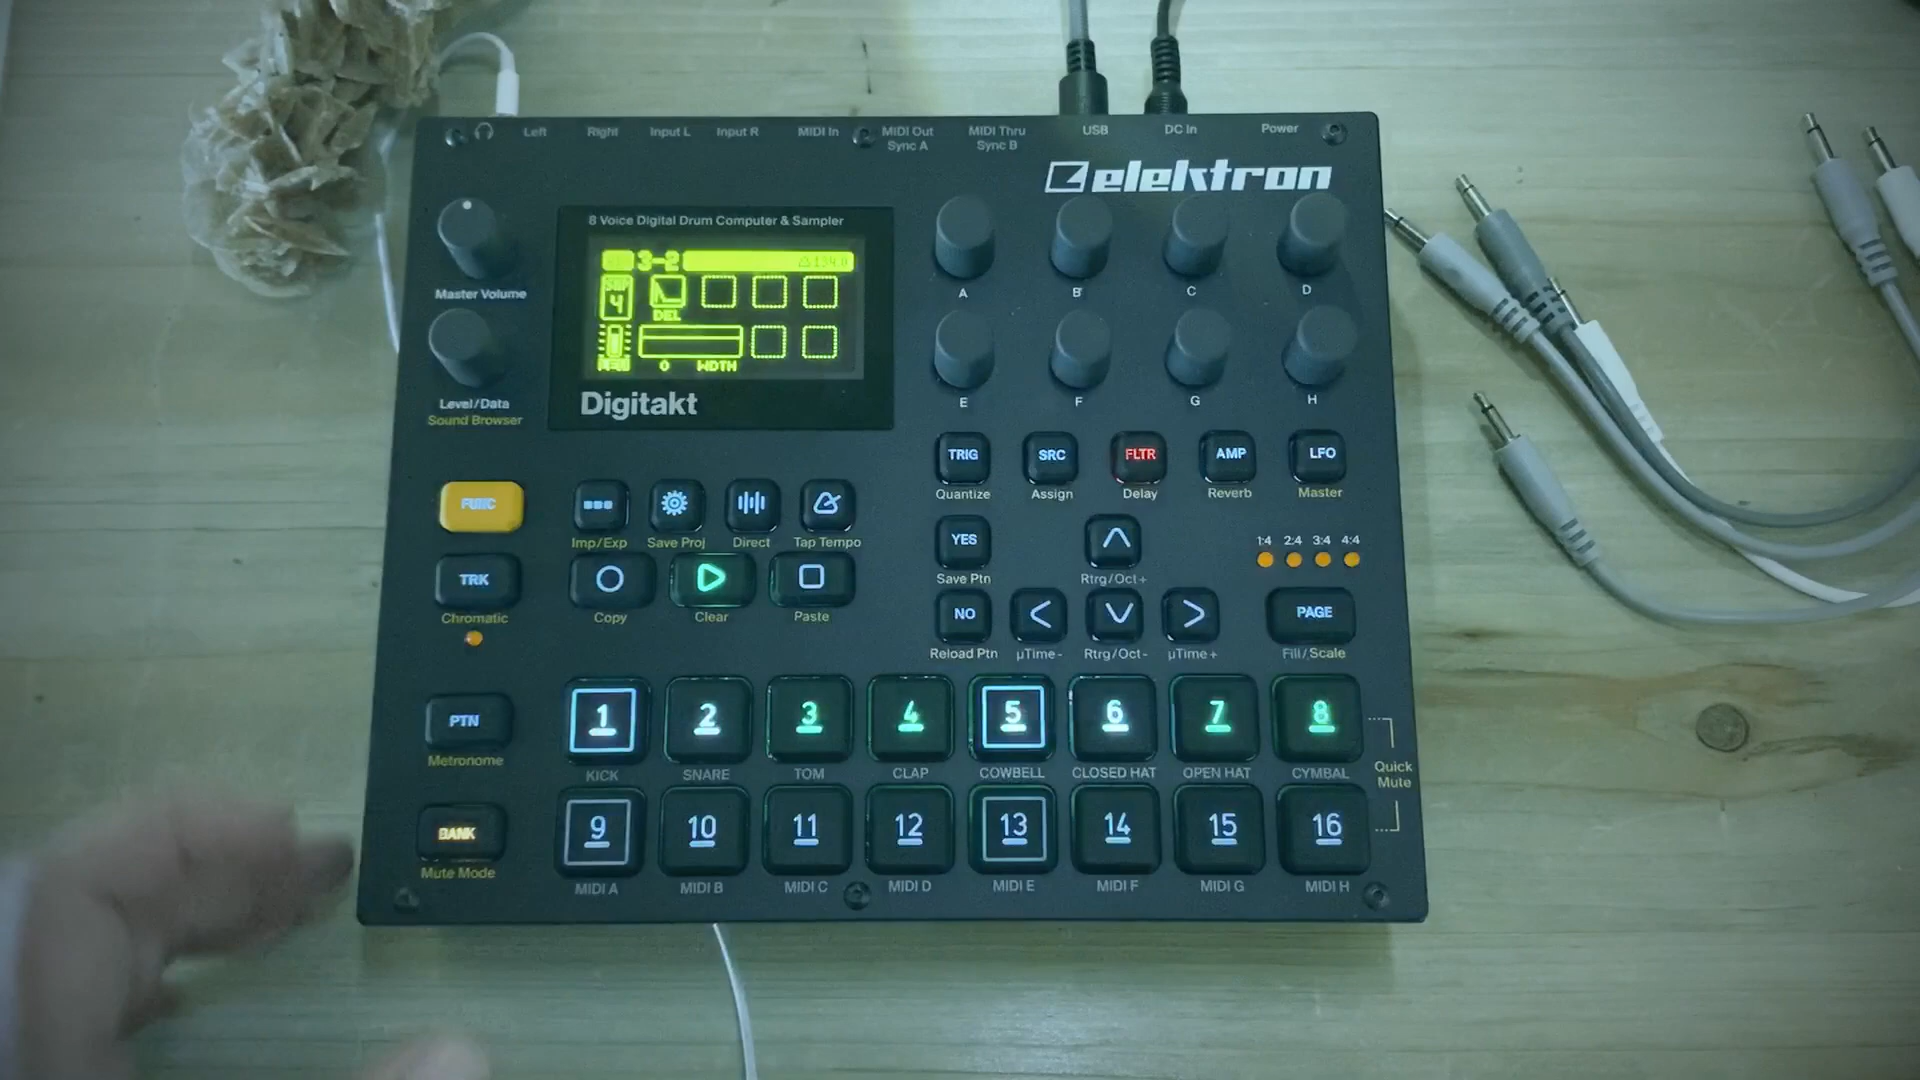 Left Right Input L Input R MIDI In MIDI Out MIDI Thru USB DC In Power
Sync A Sync B
elektron
8 Voice Digital Drum Computer & Sampler
3-2 134.0
4
DEL
0 WDTH
Digitakt
Master Volume
Level/Data
Sound Browser
A B C D
E F G H
TRIG SRC FLTR AMP LFO
Quantize Assign Delay Reverb Master
FUNC
Imp/Exp Save Proj Direct Tap Tempo
YES
Save Ptn Rtrg/Oct+
1:4 2:4 3:4 4:4
TRK
Chromatic
Copy Clear Paste
NO PAGE
Reload Ptn µTime- Rtrg/Oct- µTime+ Fill/Scale
PTN
Metronome
1 2 3 4 5 6 7 8
KICK SNARE TOM CLAP COWBELL CLOSED HAT OPEN HAT CYMBAL
Quick
Mute
BANK
Mute Mode
9 10 11 12 13 14 15 16
MIDI A MIDI B MIDI C MIDI D MIDI E MIDI F MIDI G MIDI H